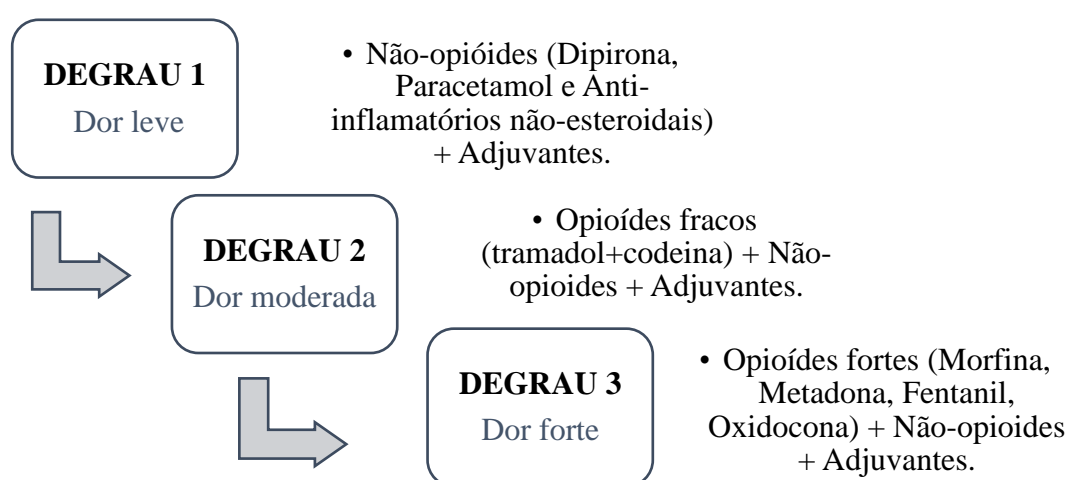 DEGRAU 1
Dor leve
• Não-opióides (Dipirona,
Paracetamol e Anti-
inflamatórios não-esteroidais)
+ Adjuvantes.
DEGRAU 2
Dor moderada
• Opioídes fracos
(tramadol+codeina) + Não-
opioides + Adjuvantes.
DEGRAU 3
Dor forte
• Opioídes fortes (Morfina,
Metadona, Fentanil,
Oxidocona) + Não-opioides
+ Adjuvantes.